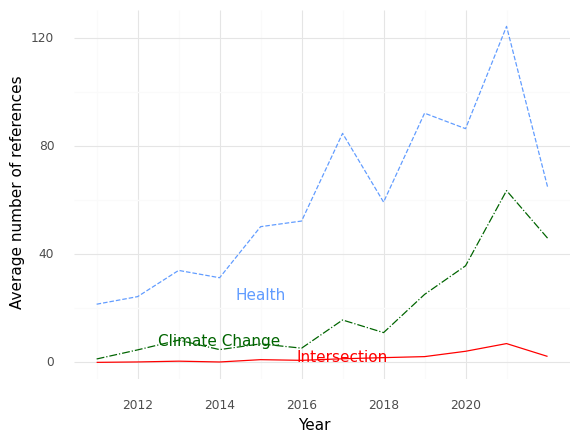 120
80
40
0
Average number of references
Health
Climate Change
Intersection
2012 2014 2016 2018 2020
Year